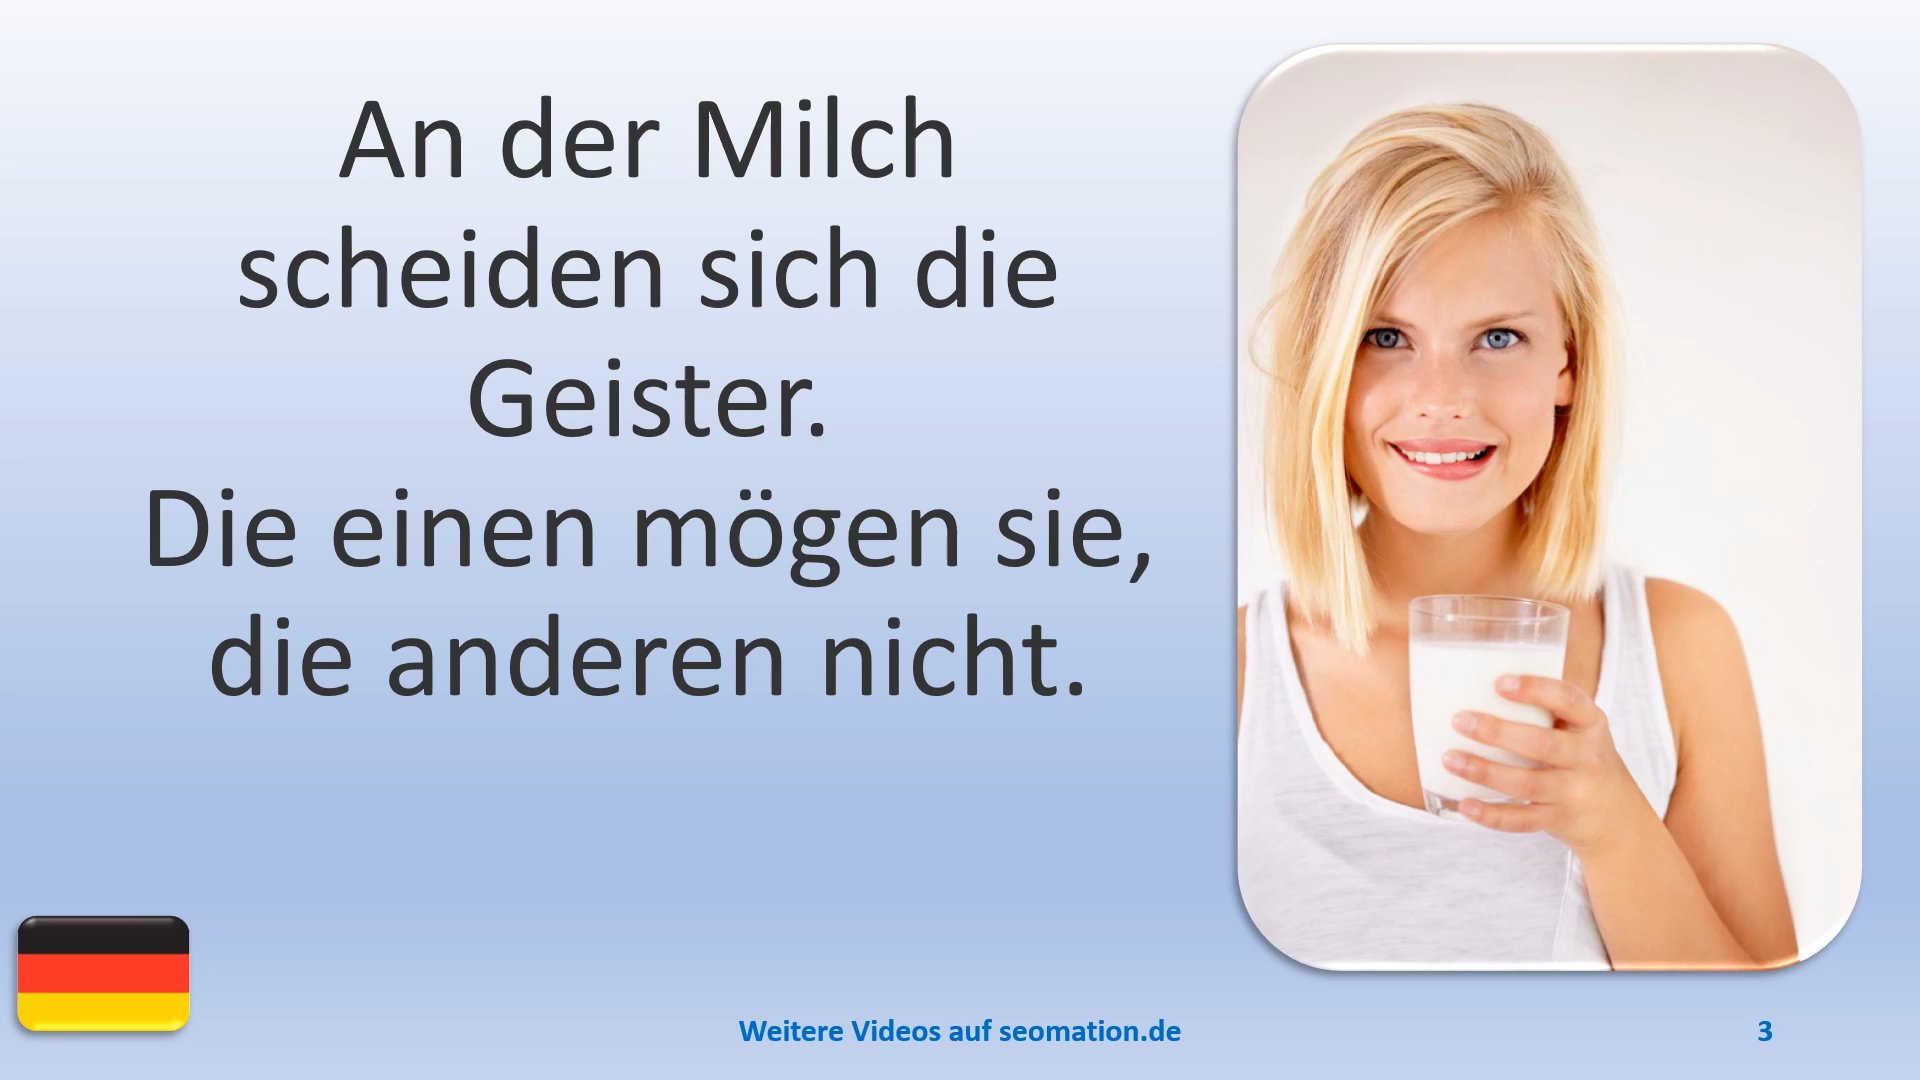 An der Milch
scheiden sich die
Geister.
Die einen mögen sie,
die anderen nicht.
Weitere Videos auf seomation.de
3